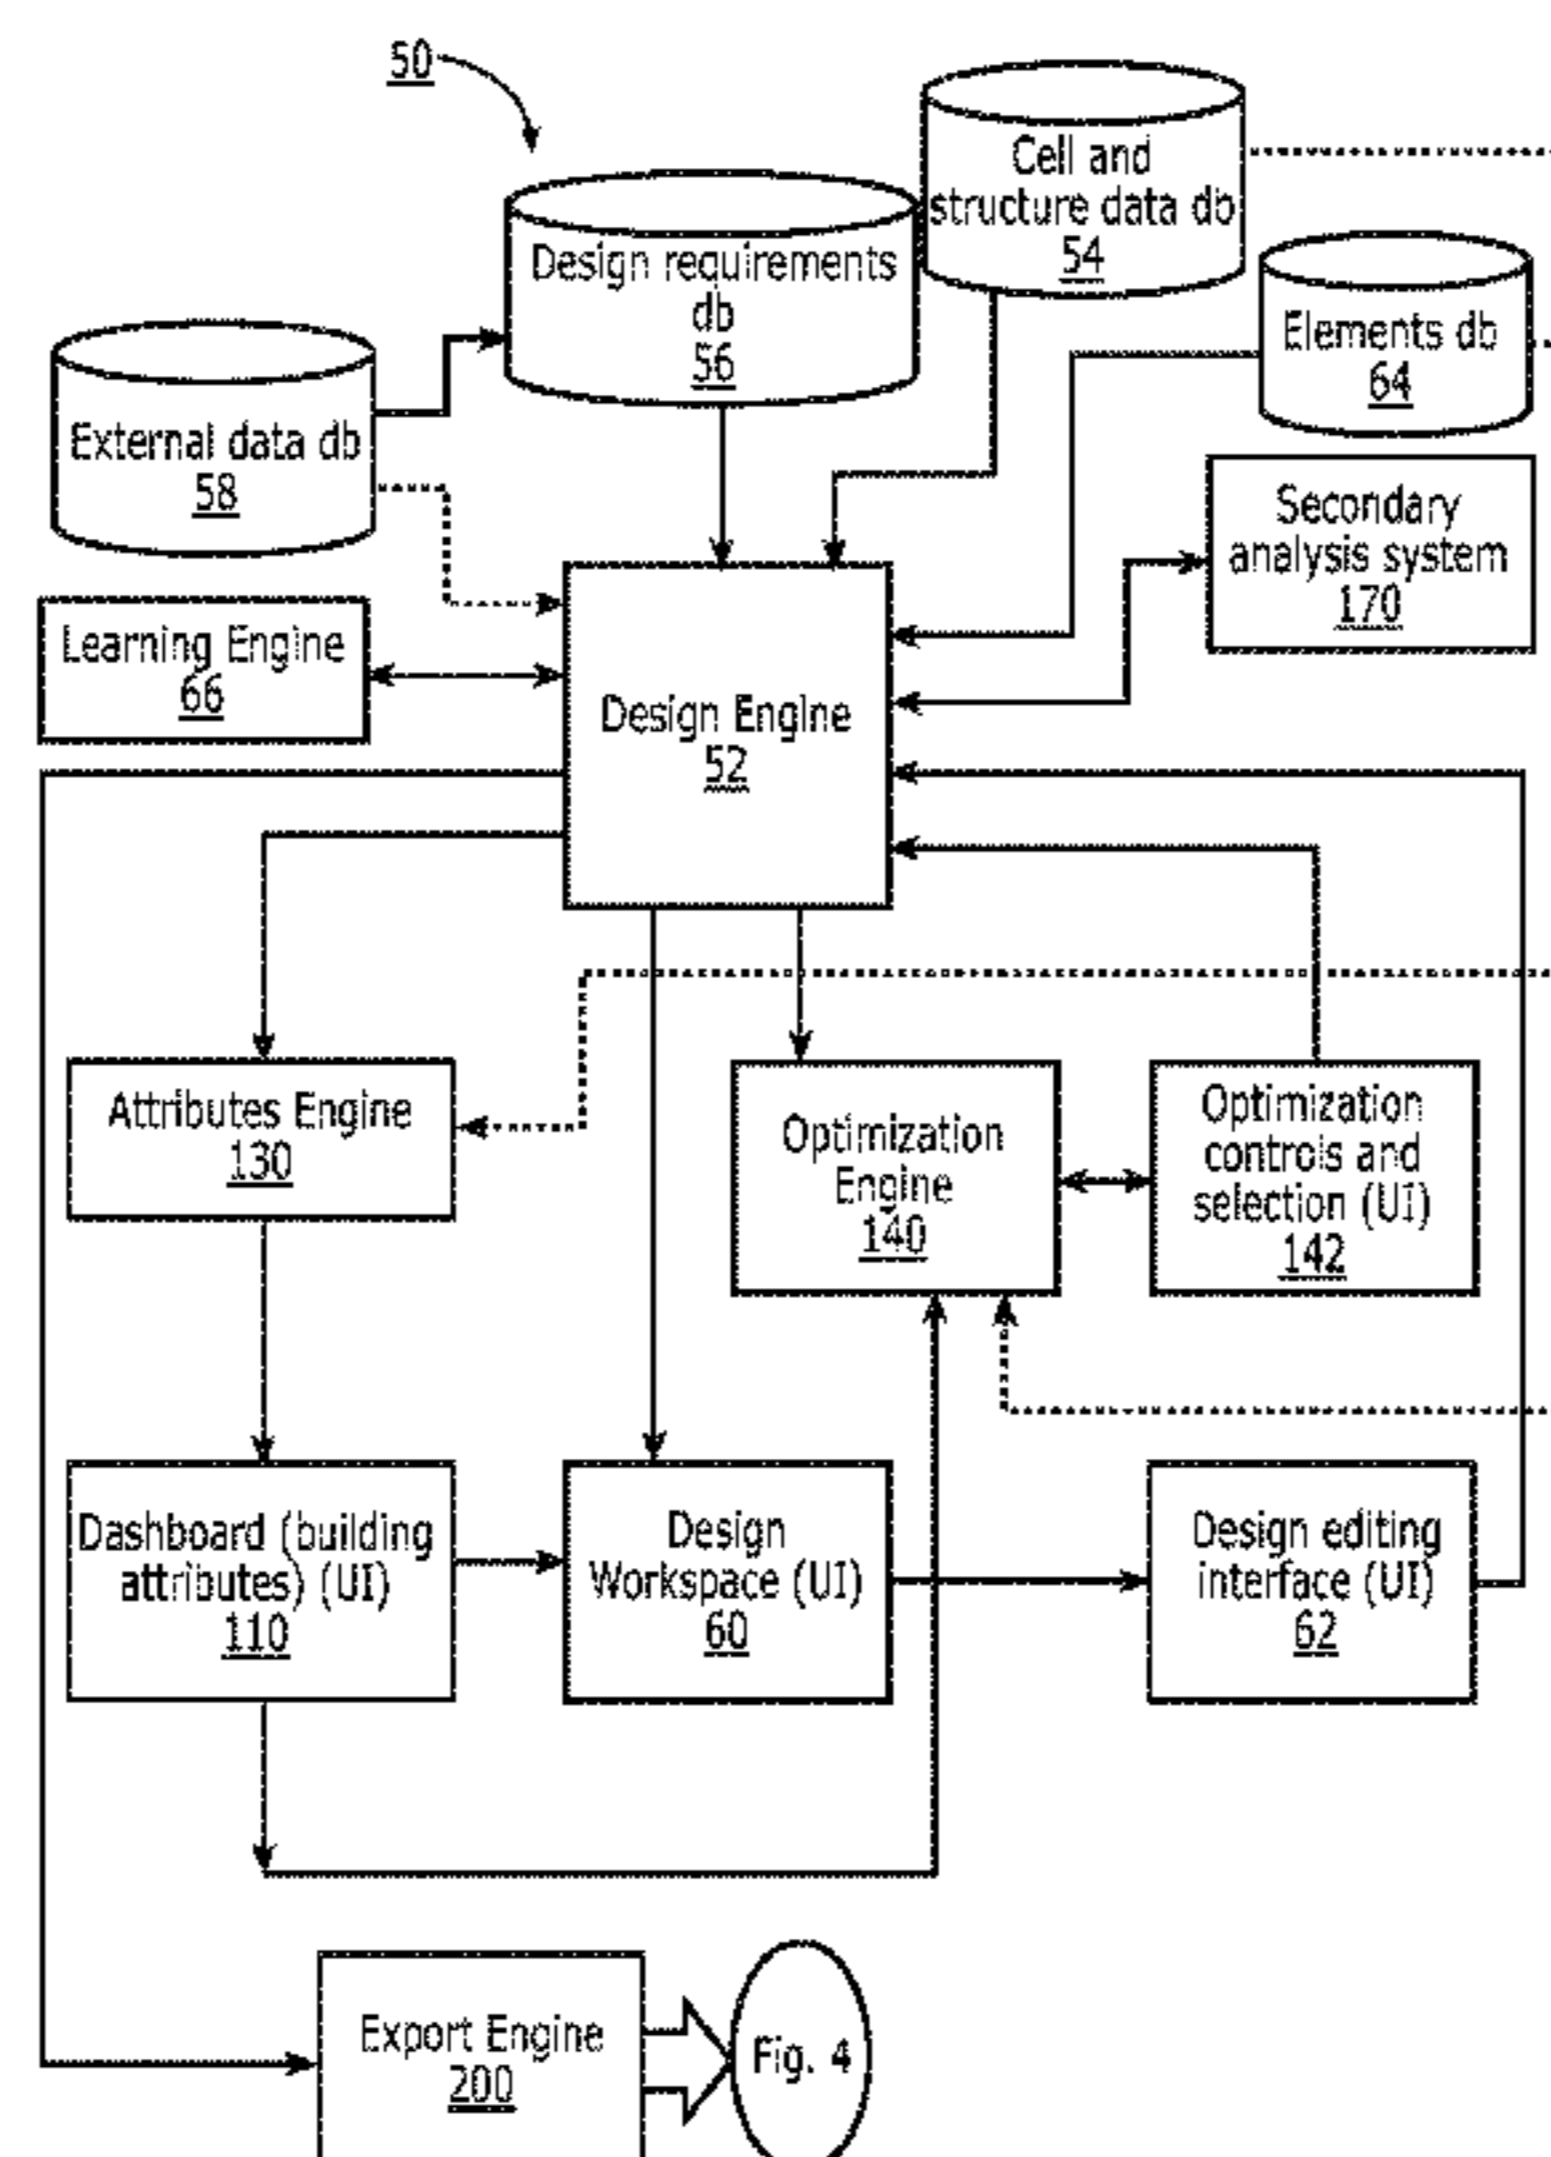 50
Cell and
structure data db
54
Design requirements
db
56
Elements db
64
External data db
58
Secondary
analysis system
170
Learning Engine
66
Design Engine
52
Attributes Engine
130
Optimization
Engine
140
Optimization
controls and
selection (UI)
142
Dashboard (building
attributes) (UI)
110
Design
Workspace (UI)
60
Design editing
interface (UI)
62
Export Engine
200
Fig. 4